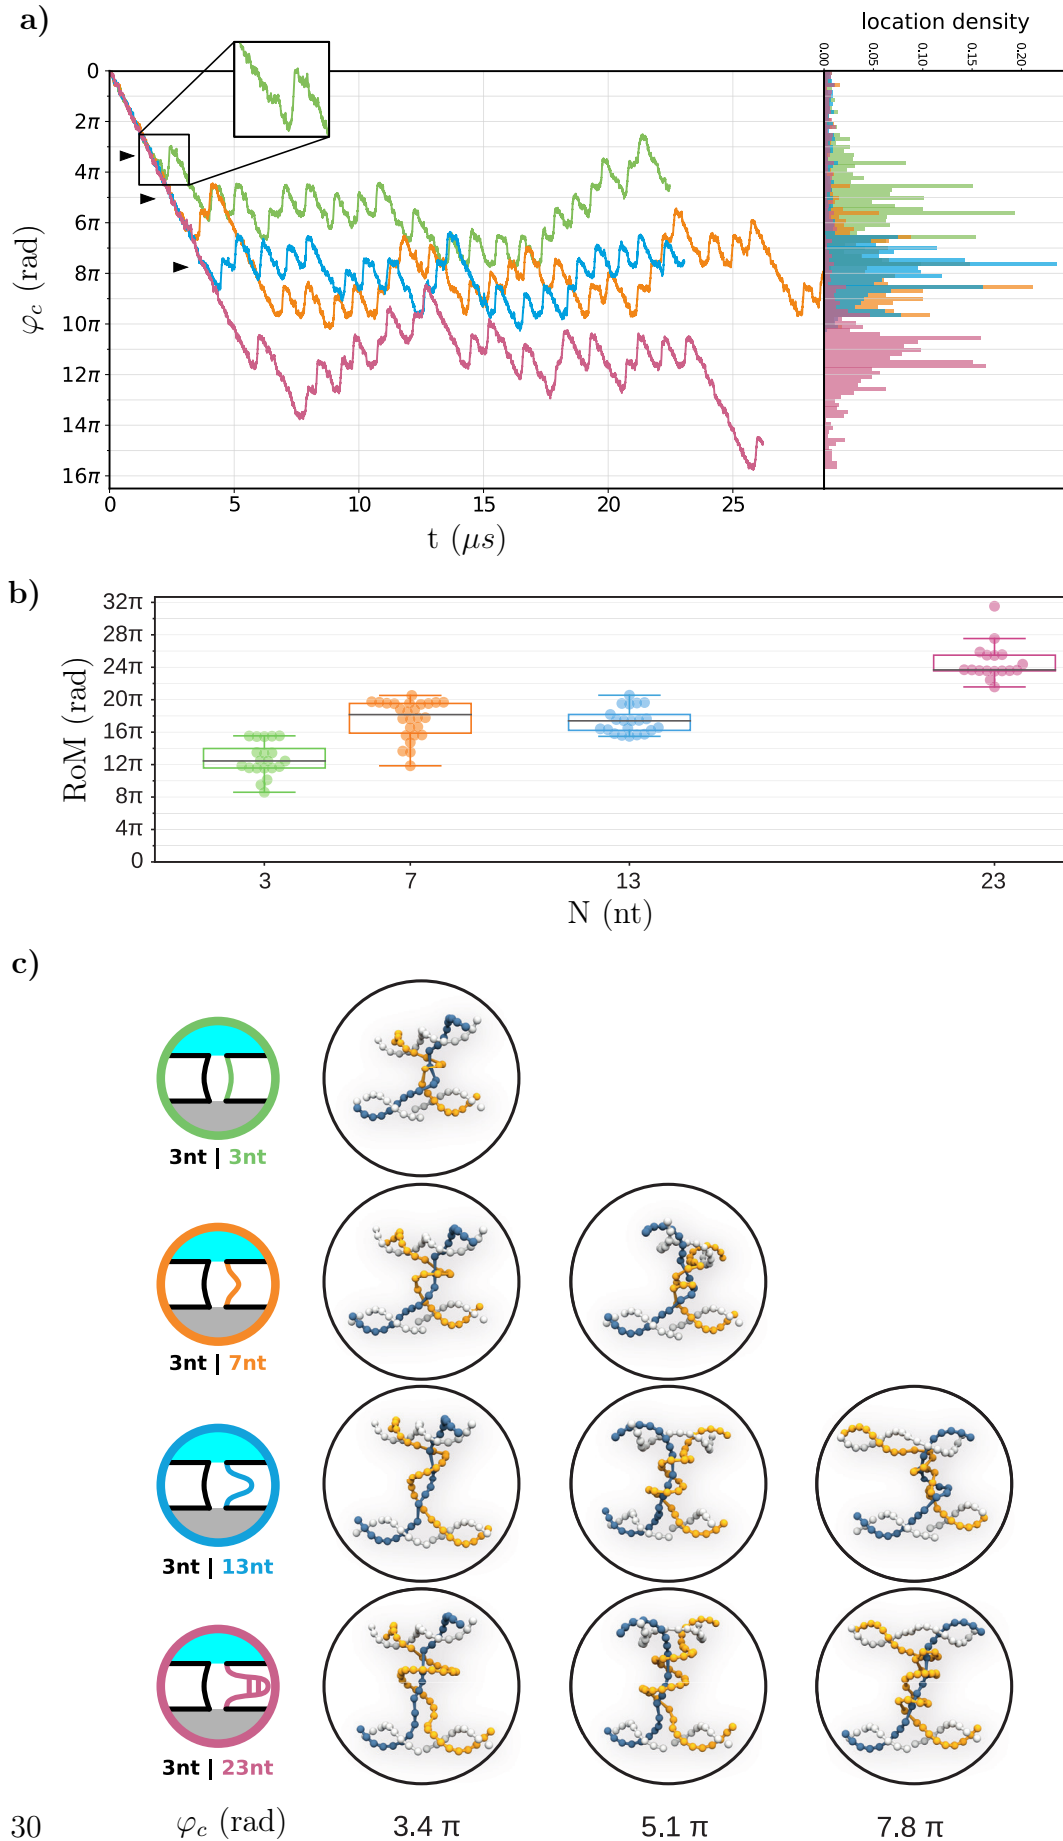 a)
location density
0.00 0.05 0.10 0.15 0.20
0
2π
4π
6π
8π
10π
12π
14π
16π
φc (rad)
0 5 10 15 20 25
t (μs)
b)
32π
28π
24π
20π
16π
12π
8π
4π
0
RoM (rad)
3 7 13 23
N (nt)
c)
3nt | 3nt
3nt | 7nt
3nt | 13nt
3nt | 23nt
30 φc (rad) 3.4 π 5.1 π 7.8 π